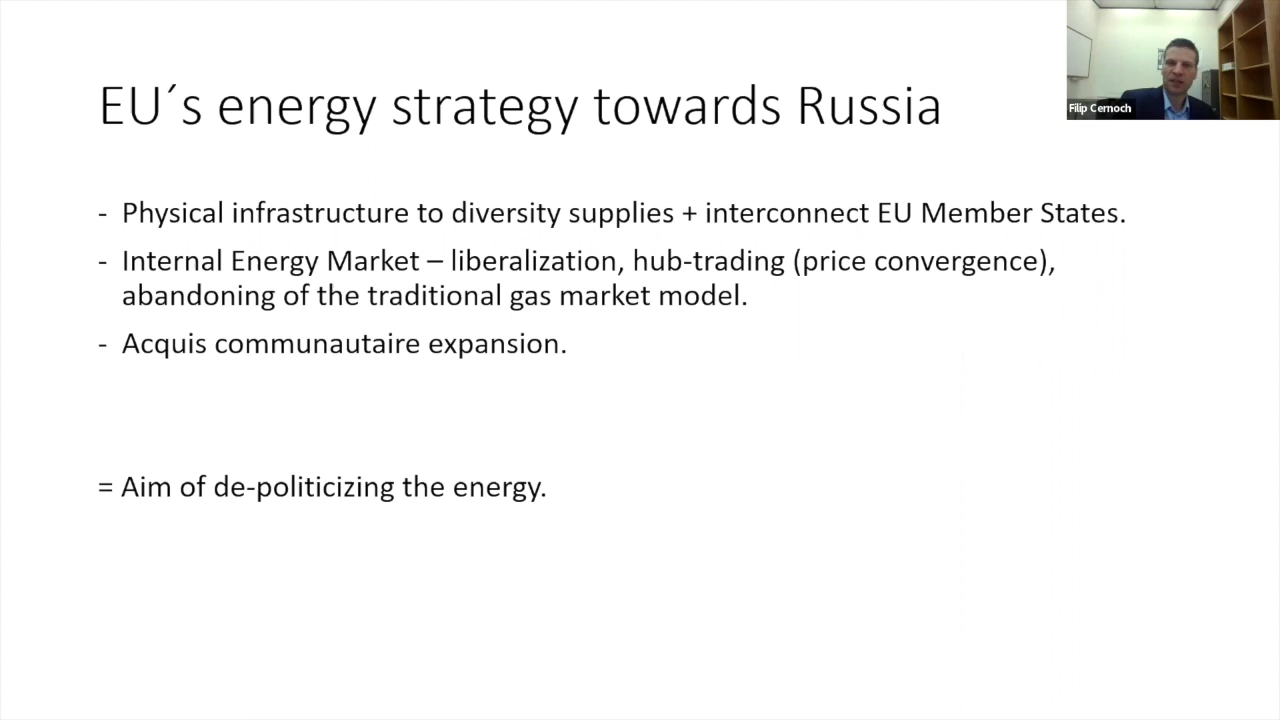 EU´s energy strategy towards Russia
Filip Cernoch
- Physical infrastructure to diversity supplies + interconnect EU Member States.
- Internal Energy Market – liberalization, hub-trading (price convergence),
abandoning of the traditional gas market model.
- Acquis communautaire expansion.
= Aim of de-politicizing the energy.